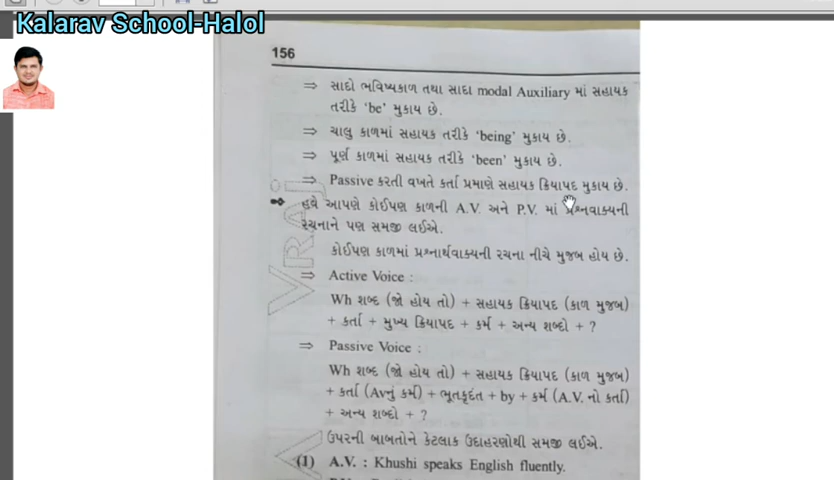 Kalarav School-Halol
156
⇒ સાદો ભવિષ્યકાળ તથા સાદા modal Auxiliary માં સહાયક
તરીકે 'be' મુકાય છે.
⇒ ચાલુ કાળમાં સહાયક તરીકે 'being' મુકાય છે.
⇒ પૂર્ણ કાળમાં સહાયક તરીકે 'been' મુકાય છે.
⇒ Passive કરતી વખતે કર્તા પ્રમાણે સહાયક ક્રિયાપદ મુકાય છે.
હવે આપણે કોઈપણ કાળની A.V. અને P.V. માં પ્રશ્નવાક્યની
રચનાને પણ સમજી લઈએ.
કોઈપણ કાળમાં પ્રશ્નાર્થવાક્યની રચના નીચે મુજબ હોય છે.
⇒ Active Voice :
Wh શબ્દ (જો હોય તો) + સહાયક ક્રિયાપદ (કાળ મુજબ)
+ કર્તા + મુખ્ય ક્રિયાપદ + કર્મ + અન્ય શબ્દો + ?
⇒ Passive Voice :
Wh શબ્દ (જો હોય તો) + સહાયક ક્રિયાપદ (કાળ મુજબ)
+ કર્તા (Avનું કર્મ) + ભૂતકૃદંત + by + કર્મ (A.V. નો કર્તા)
+ અન્ય શબ્દો + ?
ઉપરની બાબતોને કેટલાક ઉદાહરણોથી સમજી લઈએ.
(1) A.V. : Khushi speaks English fluently.